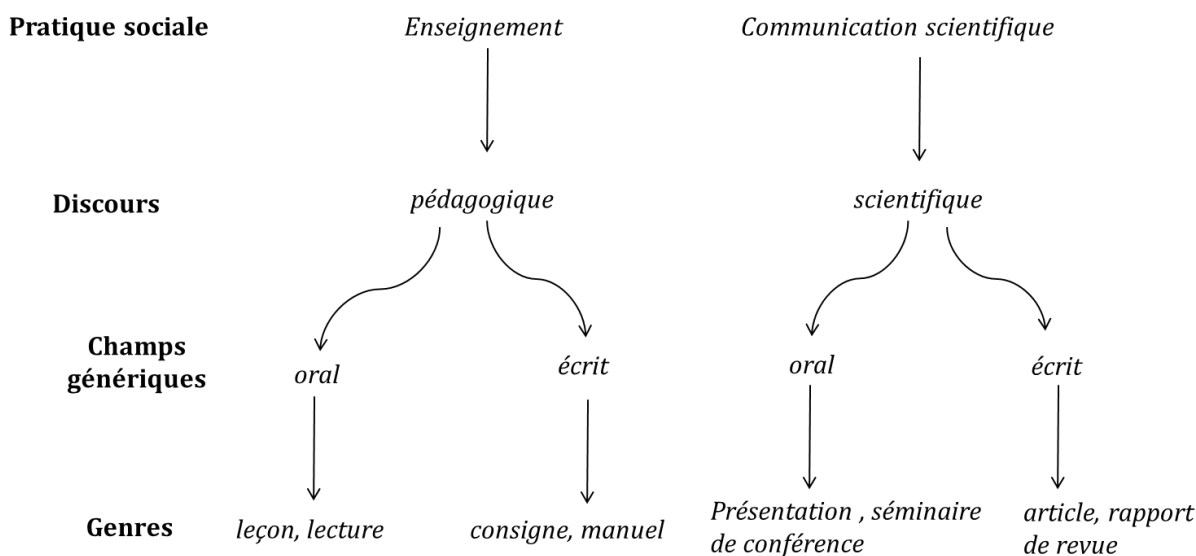 Pratique sociale Enseignement Communication scientifique
Discours pédagogique scientifique
Champs
génériques oral écrit oral écrit
Genres leçon, lecture consigne, manuel Présentation , séminaire article, rapport
de conférence de revue